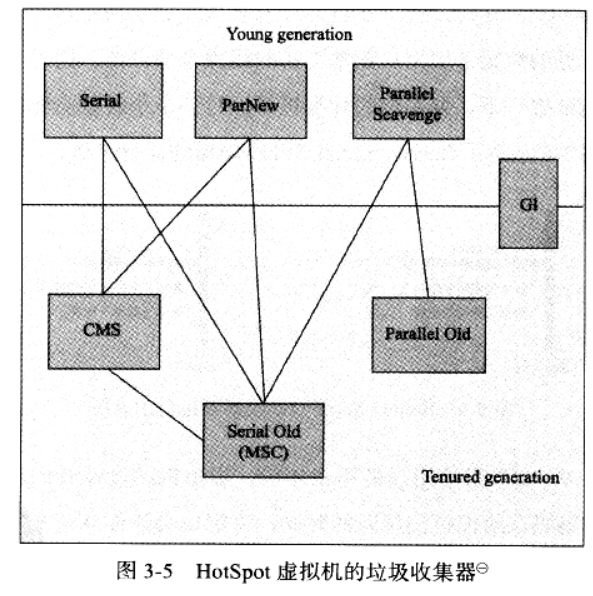 Young generation
Serial
ParNew
Parallel
Scavenge
G1
CMS
Parallel Old
Serial Old
(MSC)
Tenured generation
图 3-5 HotSpot 虚拟机的垃圾收集器㊀